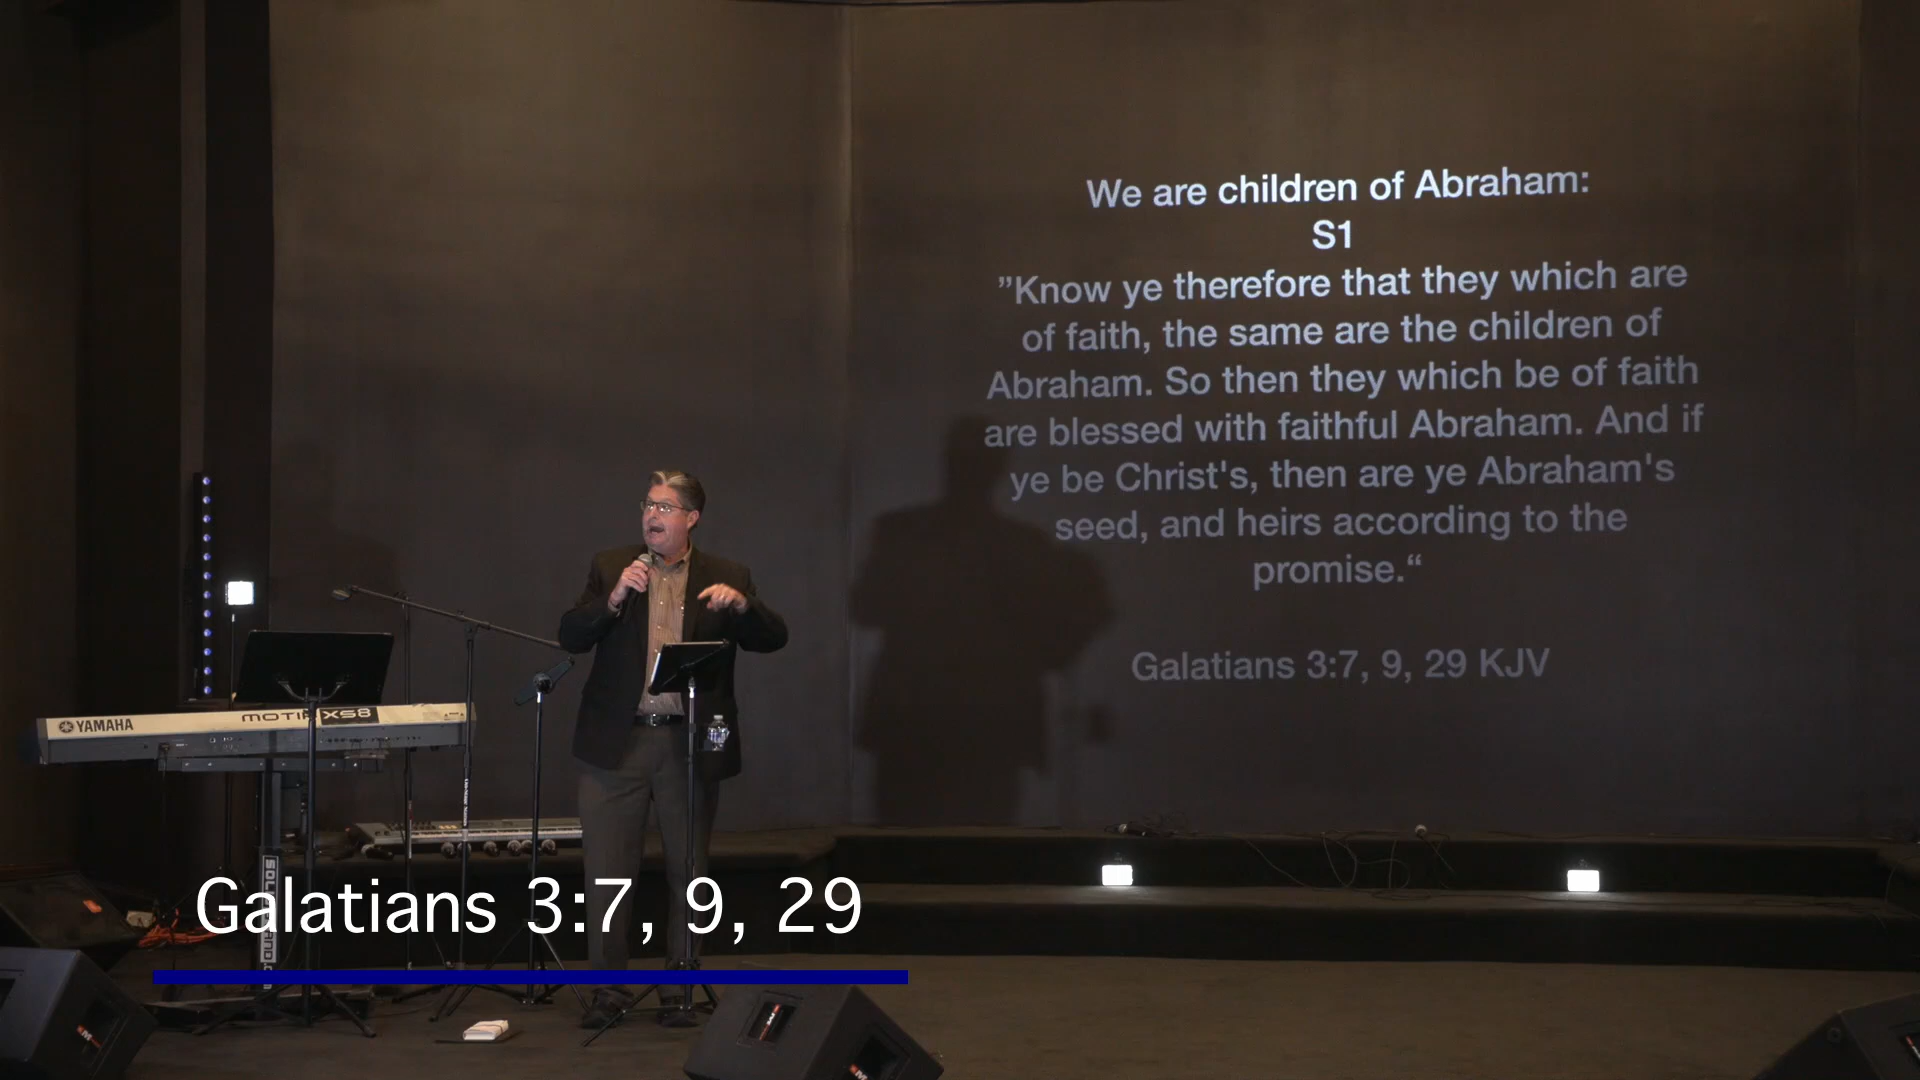 We are children of Abraham:
S1
”Know ye therefore that they which are
of faith, the same are the children of
Abraham. So then they which be of faith
are blessed with faithful Abraham. And if
ye be Christ's, then are ye Abraham's
seed, and heirs according to the
promise.“
Galatians 3:7, 9, 29 KJV
YAMAHA
XS8
Galatians 3:7, 9, 29